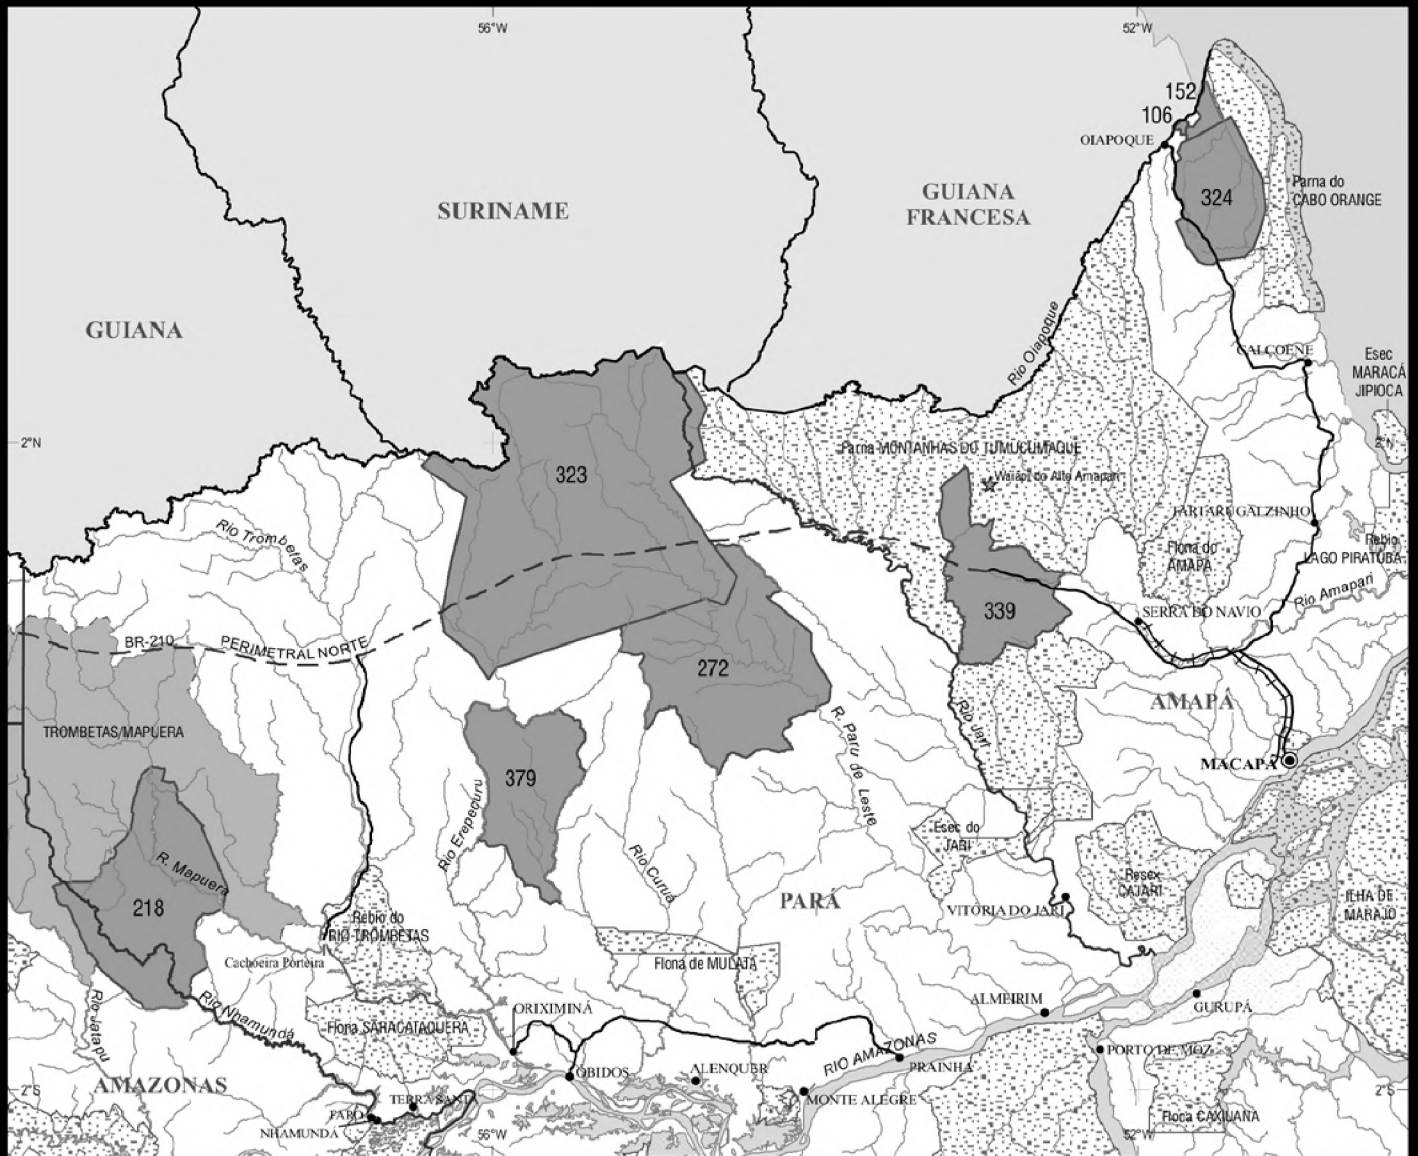 56°W
52°W
152
106
OIAPOQUE
SURINAME
GUIANA
FRANCESA
324
Parna do
CABO ORANGE
GUIANA
Rio Oiapoque
CALÇOENE
Esec
MARACÁ
JIPIOCA
2°N
2°N
Parna MONTANHAS DO TUMUCUMAQUE
323
Waiãpi do Alto Amapari
Rio Trombetas
TARTARUGALZINHO
Flona do
AMAPÁ
Rebio
LAGO PIRATUBA
Rio Amapari
339
SERRA DO NAVIO
BR-210
PERIMETRAL NORTE
272
AMAPÁ
TROMBETAS/MAPUERA
Rio Jari
R. Paru de Leste
MACAPÁ
379
Rio Erepecuru
Esec do
JARI
R. Mapuera
Rio Curuá
Resex
CAJARI
218
PARÁ
VITÓRIA DO JARI
ILHA DE
MARAJÓ
Rebio do
RIO TROMBETAS
Cachoeira Porteira
Flona de MULATA
Rio Jatapu
Rio Nhamundá
ORIXIMINÁ
ALMEIRIM
GURUPÁ
Flona SARACATAQUERA
RIO AMAZONAS
PORTO DE MOZ
AMAZONAS
ÓBIDOS
ALENQUER
PRAINHA
2°S
2°S
TERRA SANTA
MONTE ALEGRE
FARO
NHAMUNDÁ
56°W
52°W
Flona CAXIUANA